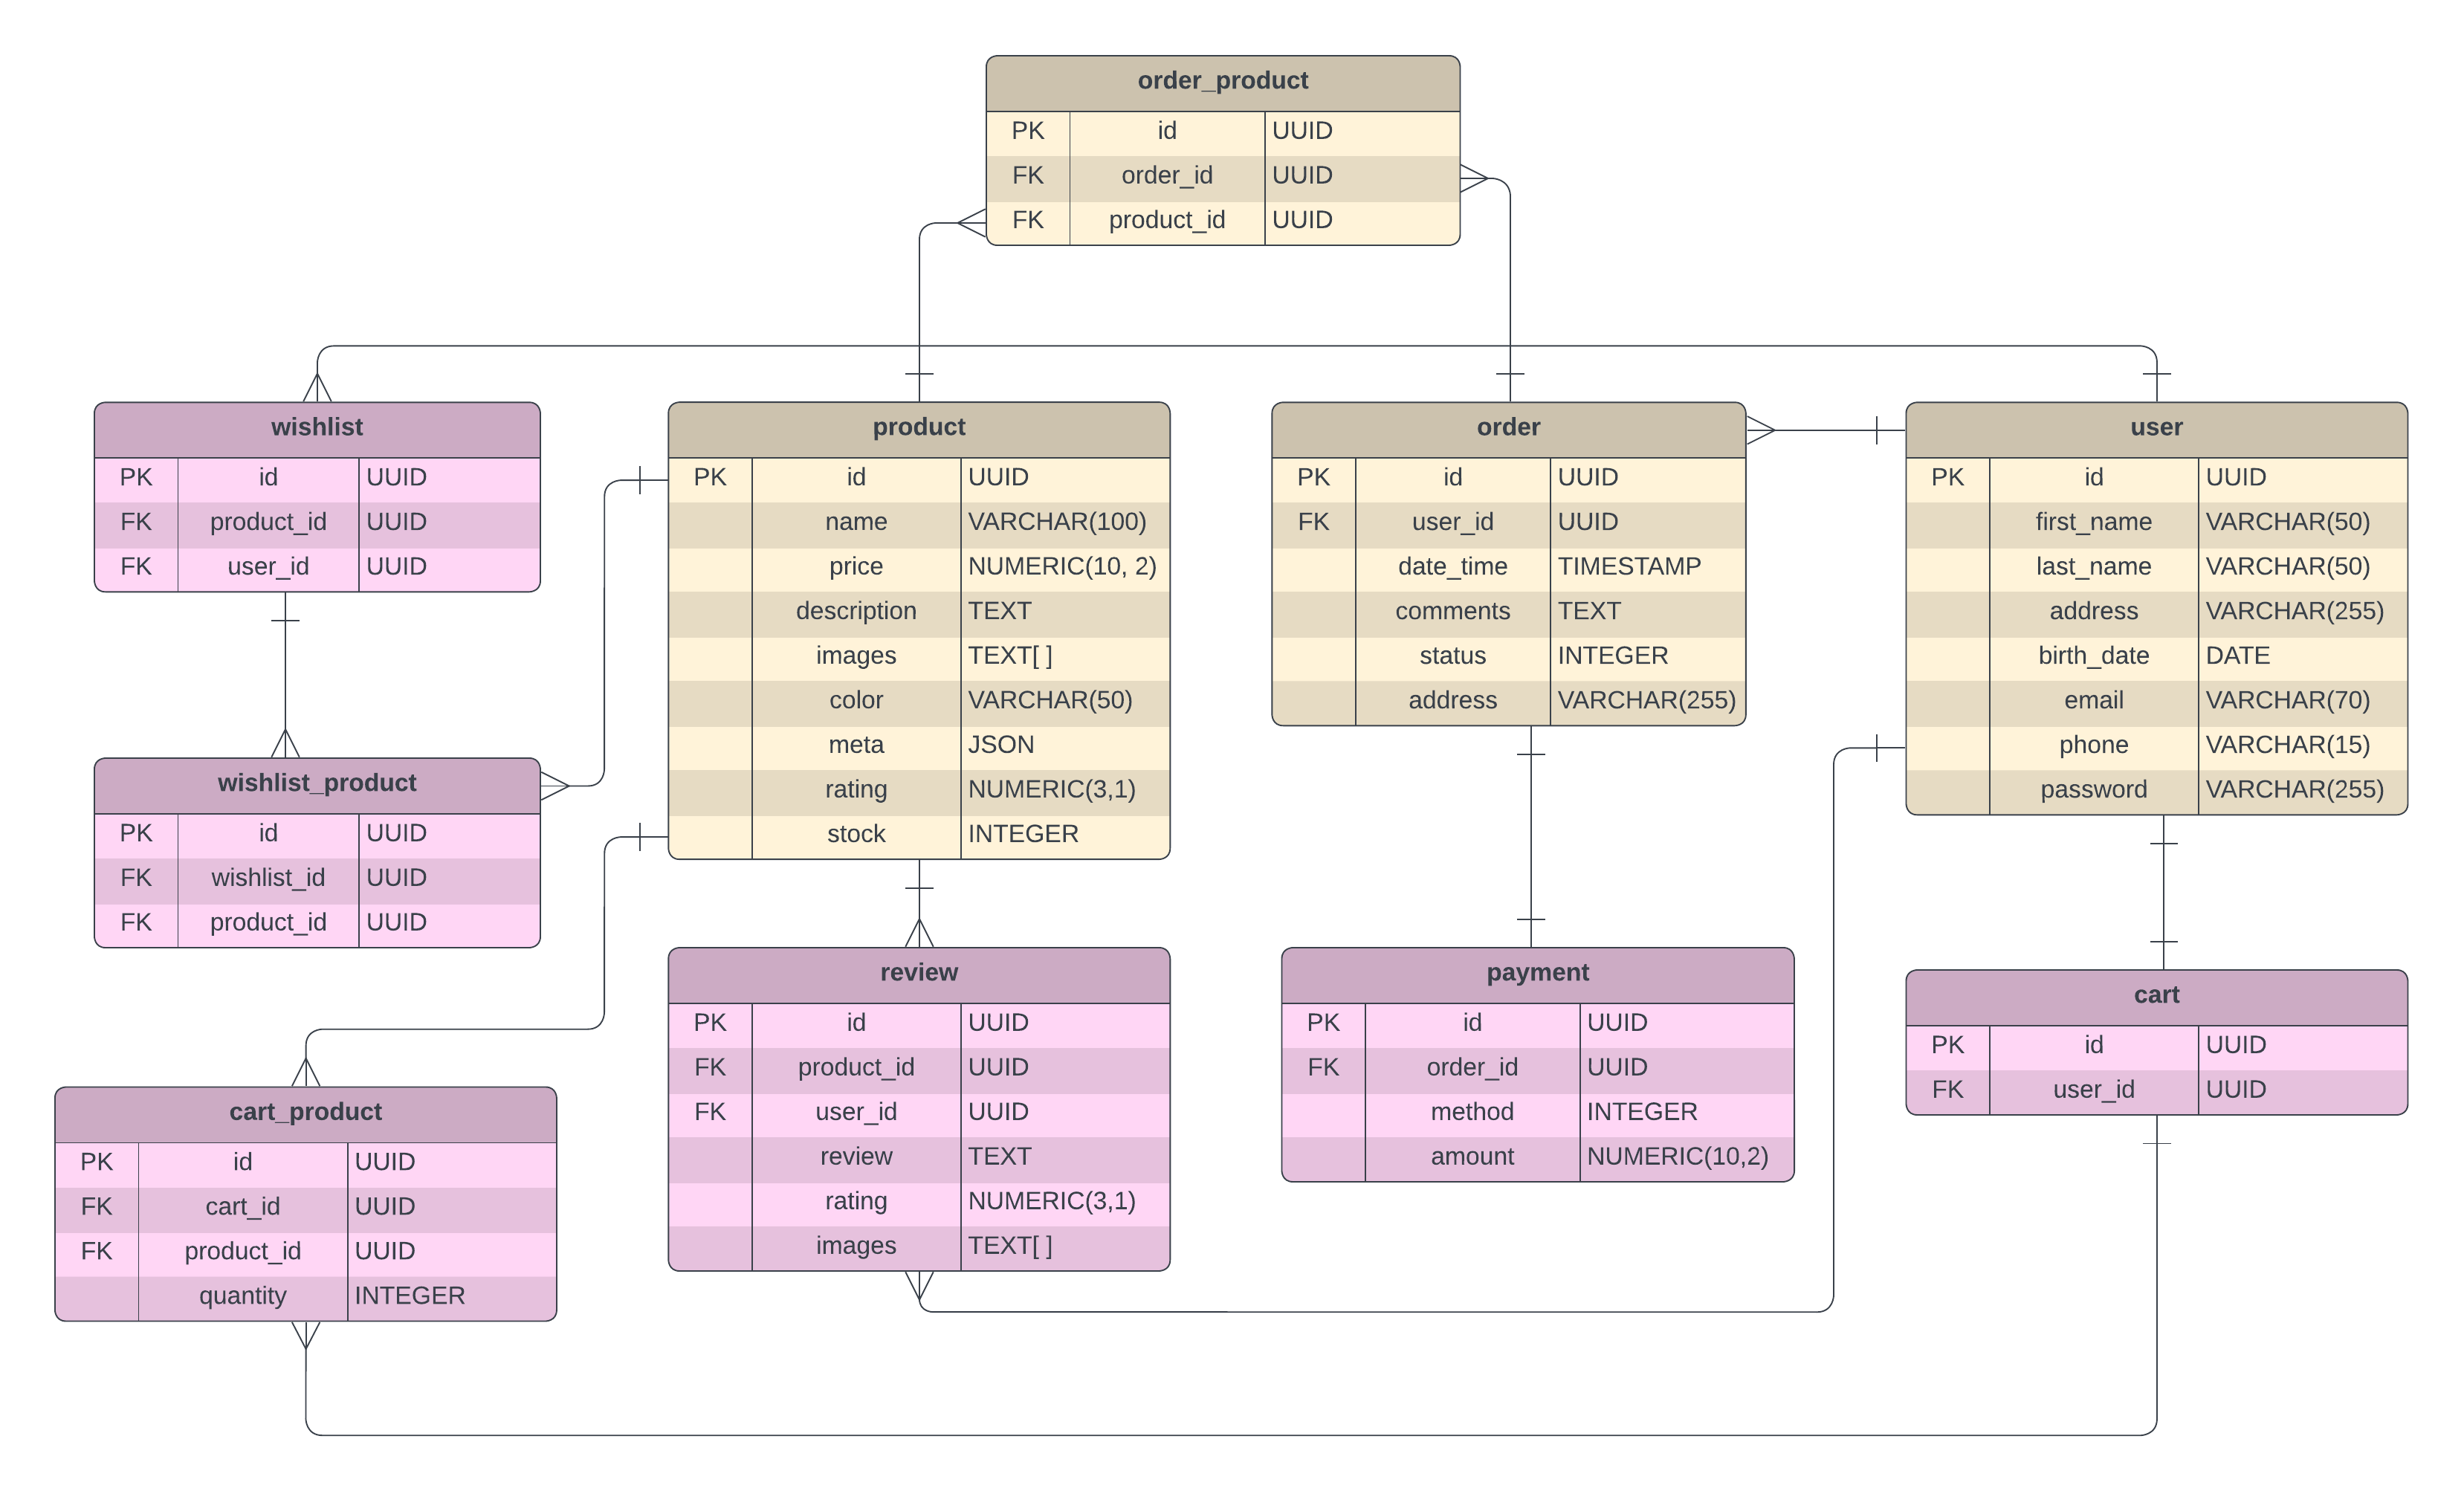 order_product
PK id UUID
FK order_id UUID
FK product_id UUID
wishlist
PK id UUID
FK product_id UUID
FK user_id UUID
product
PK id UUID
name VARCHAR(100)
price NUMERIC(10, 2)
description TEXT
images TEXT[ ]
color VARCHAR(50)
meta JSON
rating NUMERIC(3,1)
stock INTEGER
order
PK id UUID
FK user_id UUID
date_time TIMESTAMP
comments TEXT
status INTEGER
address VARCHAR(255)
user
PK id UUID
first_name VARCHAR(50)
last_name VARCHAR(50)
address VARCHAR(255)
birth_date DATE
email VARCHAR(70)
phone VARCHAR(15)
password VARCHAR(255)
wishlist_product
PK id UUID
FK wishlist_id UUID
FK product_id UUID
review
PK id UUID
FK product_id UUID
FK user_id UUID
review TEXT
rating NUMERIC(3,1)
images TEXT[ ]
payment
PK id UUID
FK order_id UUID
method INTEGER
amount NUMERIC(10,2)
cart
PK id UUID
FK user_id UUID
cart_product
PK id UUID
FK cart_id UUID
FK product_id UUID
quantity INTEGER